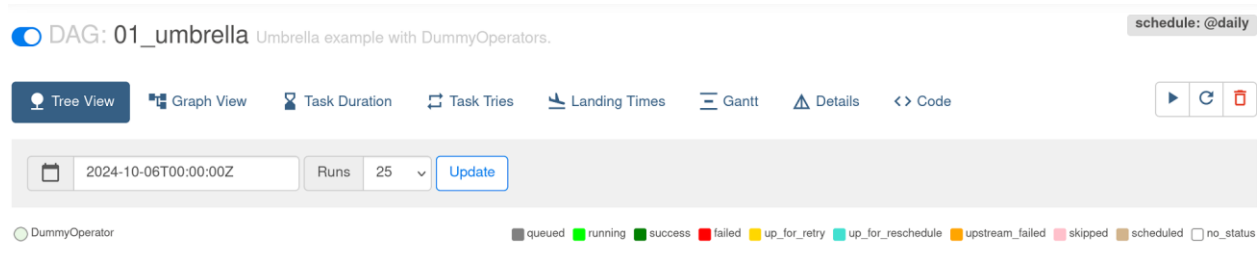 DAG: 01_umbrella Umbrella example with DummyOperators. schedule: @daily
Tree View Graph View Task Duration Task Tries Landing Times Gantt Details Code
2024-10-06T00:00:00Z Runs 25 Update
DummyOperator queued running success failed up_for_retry up_for_reschedule upstream_failed skipped scheduled no_status